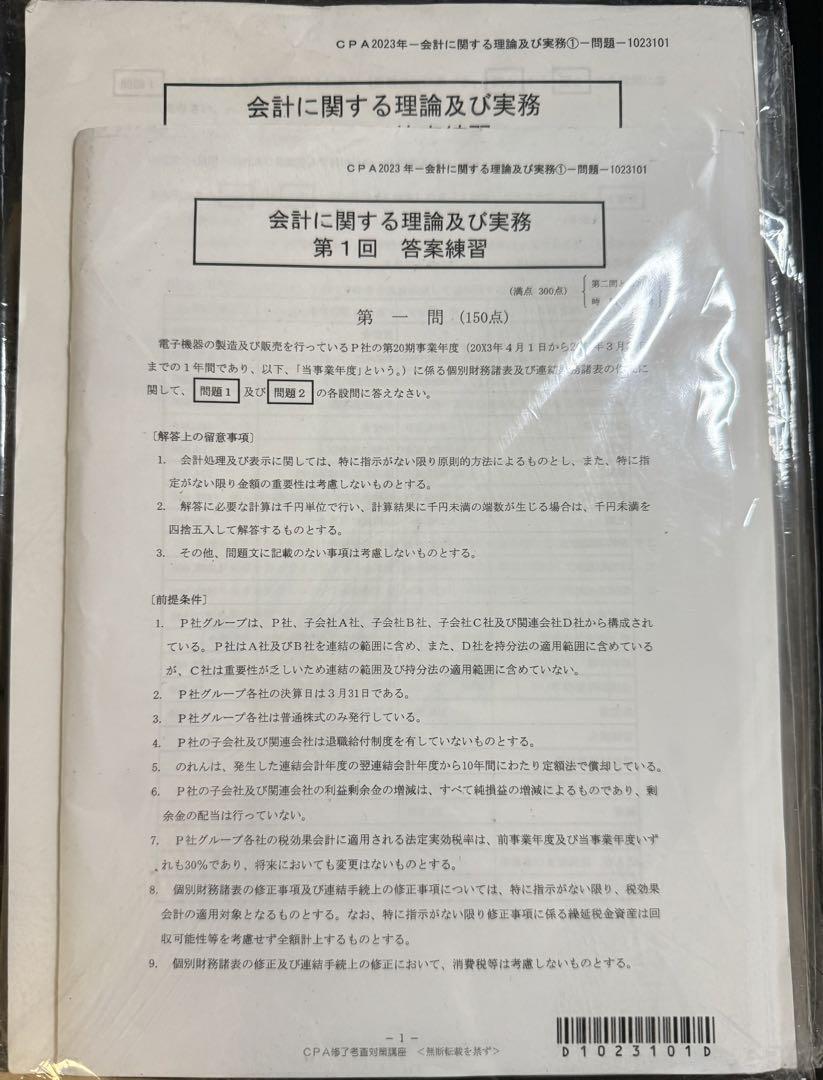 ＣＰＡ2023年－会計に関する理論及び実務①－問題－1023101
会計に関する理論及び実務
ＣＰＡ2023年－会計に関する理論及び実務①－問題－1023101
会計に関する理論及び実務
第１回　答案練習
（満点 300点）
第二問と
時
第　一　問（150点）
電子機器の製造及び販売を行っているＰ社の第20期事業年度（20X3年４月１日から 年３月
までの１年間であり、以下、「当事業年度」という。）に係る個別財務諸表及び連結財務諸表の作成に
関して、問題１及び問題２の各設問に答えなさい。
［解答上の留意事項］
1.　会計処理及び表示に関しては、特に指示がない限り原則的方法によるものとし、また、特に指
定がない限り金額の重要性は考慮しないものとする。
2.　解答に必要な計算は千円単位で行い、計算結果に千円未満の端数が生じる場合は、千円未満を
四捨五入して解答するものとする。
3.　その他、問題文に記載のない事項は考慮しないものとする。
［前提条件］
1.　Ｐ社グループは、Ｐ社、子会社Ａ社、子会社Ｂ社、子会社Ｃ社及び関連会社Ｄ社から構成され
ている。Ｐ社はＡ社及びＢ社を連結の範囲に含め、また、Ｄ社を持分法の適用範囲に含めている
が、Ｃ社は重要性が乏しいため連結の範囲及び持分法の適用範囲に含めていない。
2.　Ｐ社グループ各社の決算日は３月31日である。
3.　Ｐ社グループ各社は普通株式のみ発行している。
4.　Ｐ社の子会社及び関連会社は退職給付制度を有していないものとする。
5.　のれんは、発生した連結会計年度の翌連結会計年度から10年間にわたり定額法で償却している。
6.　Ｐ社の子会社及び関連会社の利益剰余金の増減は、すべて純損益の増減によるものであり、剰
余金の配当は行っていない。
7.　Ｐ社グループ各社の税効果会計に適用される法定実効税率は、前事業年度及び当事業年度いず
れも30％であり、将来においても変更はないものとする。
8.　個別財務諸表の修正事項及び連結手続上の修正事項については、特に指示がない限り、税効果
会計の適用対象となるものとする。なお、特に指示がない限り修正事項に係る繰延税金資産は回
収可能性等を考慮せず全額計上するものとする。
9.　個別財務諸表の修正及び連結手続上の修正において、消費税等は考慮しないものとする。
－１－
ＣＰＡ修了考査対策講座　＜無断転載を禁ず＞
D1023101D